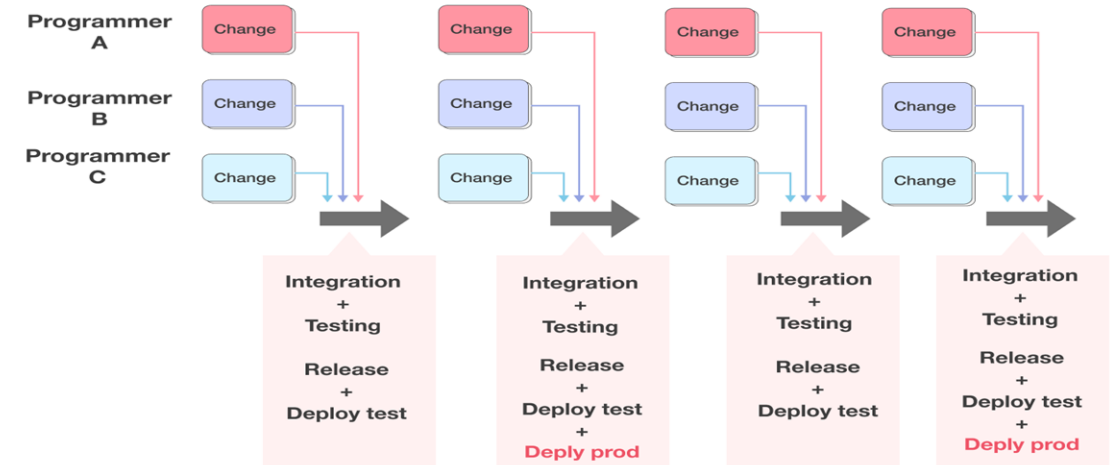 Programmer
A
Change
Change
Change
Change
Programmer
B
Change
Change
Change
Change
Programmer
C
Change
Change
Change
Change
Integration
+
Testing
Release
+
Deploy test
Integration
+
Testing
Release
+
Deploy test
+
Deply prod
Integration
+
Testing
Release
+
Deploy test
Integration
+
Testing
Release
+
Deploy test
+
Deply prod